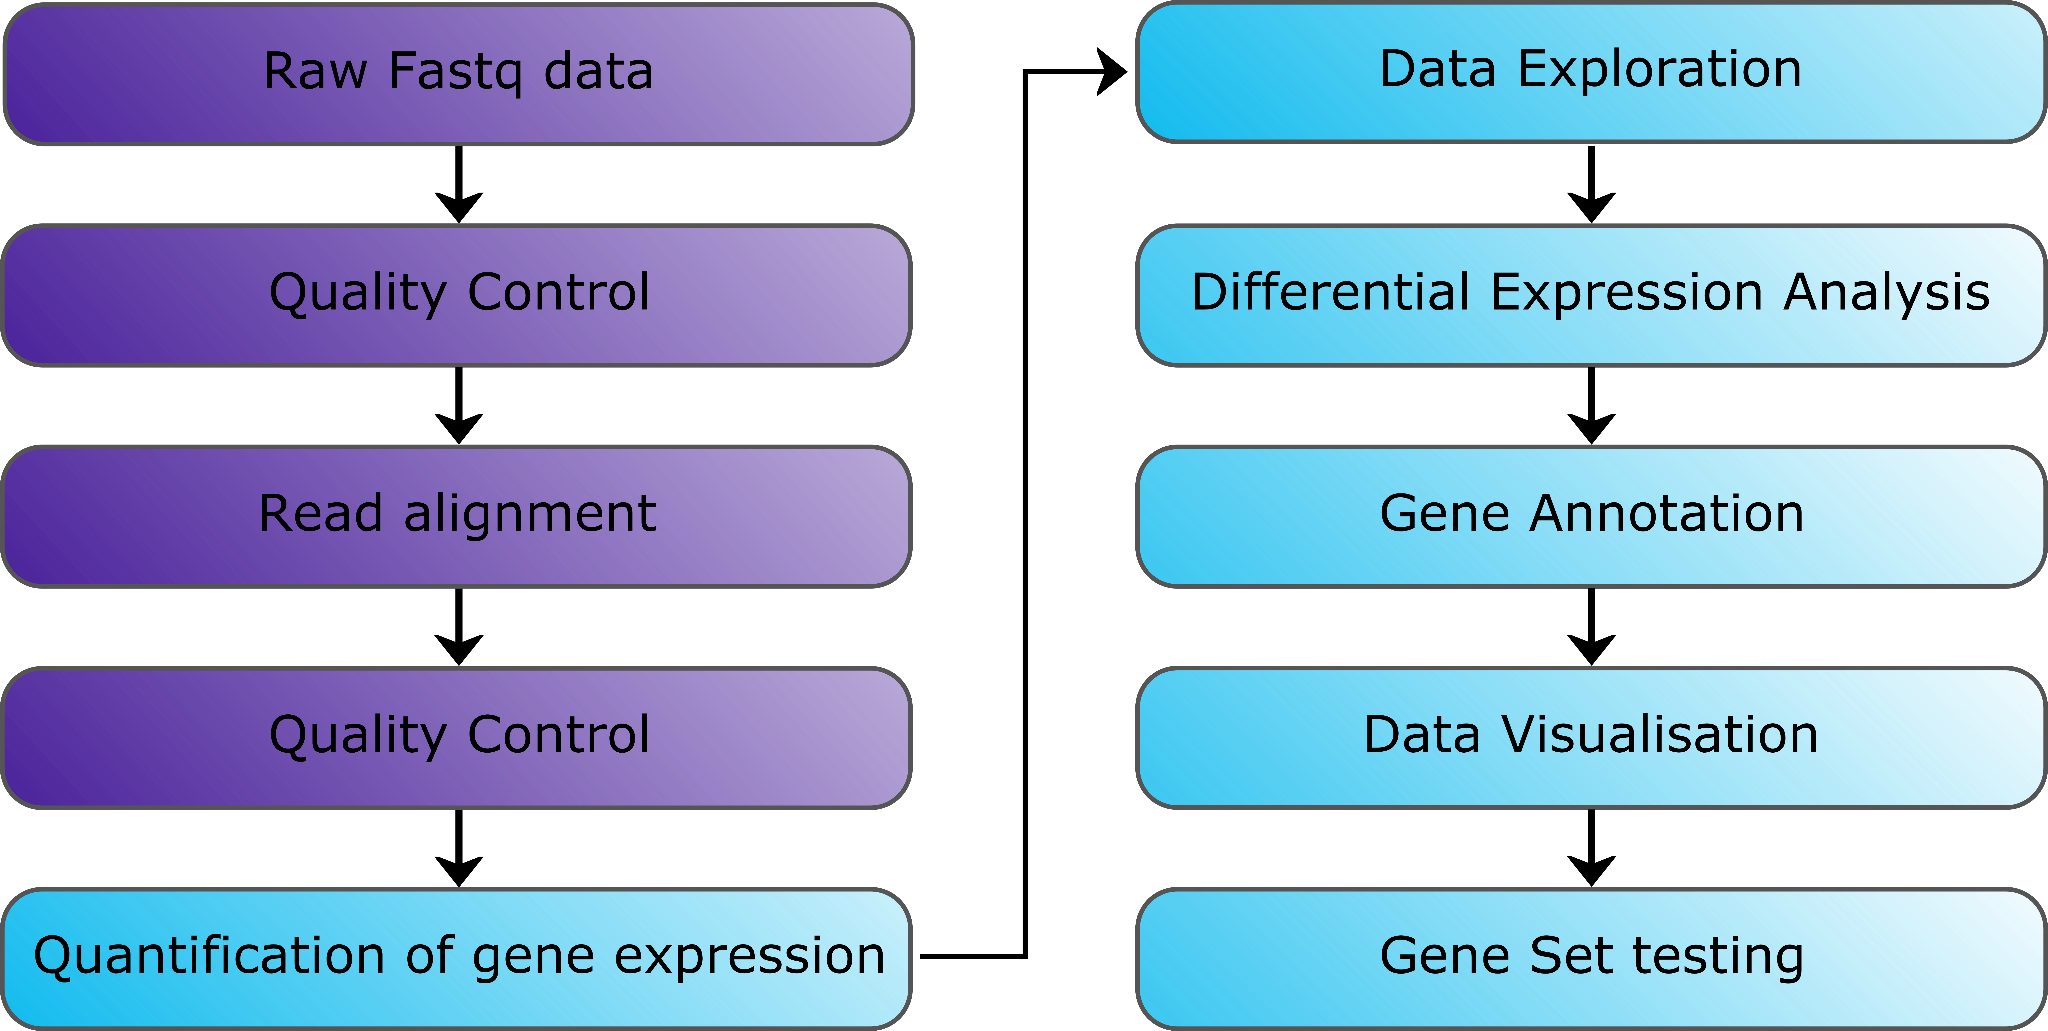 Raw Fastq data
Quality Control
Read alignment
Quality Control
Quantification of gene expression
Data Exploration
Differential Expression Analysis
Gene Annotation
Data Visualisation
Gene Set testing